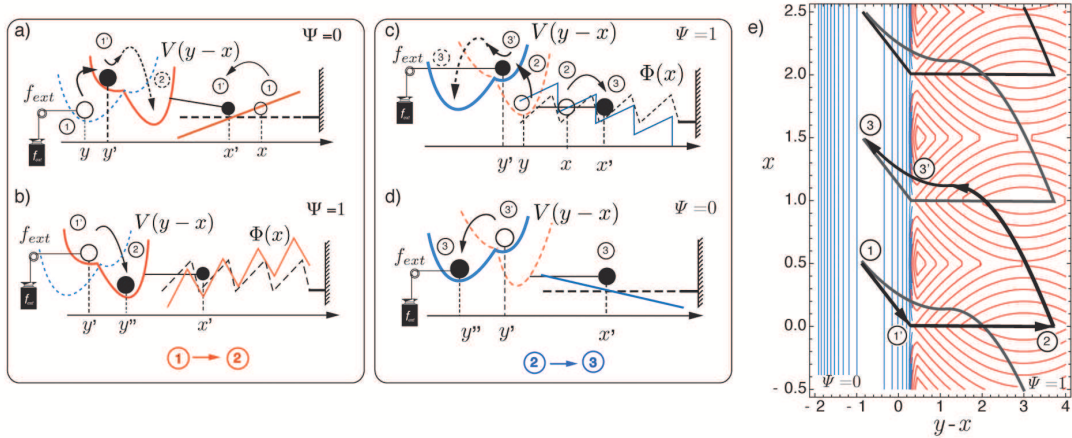 a)
Ψ=0
V(y−x)
f_ext
1'
2
1
1'
1
y y' x' x
b)
Ψ=1
V(y−x)
Φ(x)
f_ext
1'
2
y' y" x'
1 → 2
c)
Ψ=1
V(y−x)
Φ(x)
f_ext
3
3'
2
2
y' y x x'
d)
Ψ=0
V(y−x)
f_ext
3
3'
3
y" y' x'
2 → 3
e)
2.5
2.0
1.5
1.0
0.5
0.0
- 0.5
x
3
3'
1
1'
2
Ψ=0
Ψ=1
- 2 - 1 0 1 2 3 4
y-x